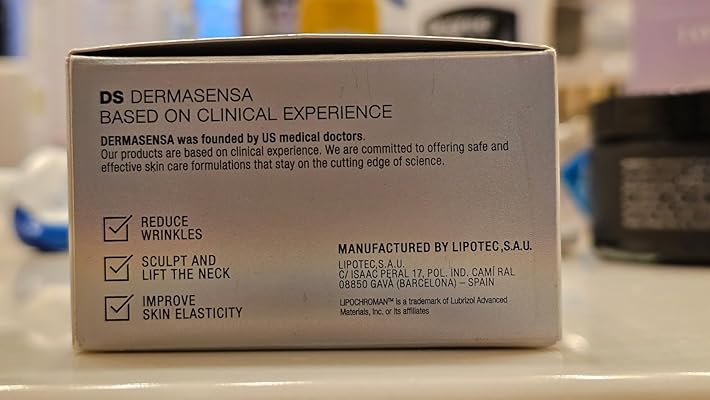 DS DERMASENSA
BASED ON CLINICAL EXPERIENCE
DERMASENSA was founded by US medical doctors.
Our products are based on clinical experience. We are committed to offering safe and
effective skin care formulations that stay on the cutting edge of science.
REDUCE
WRINKLES
SCULPT AND
LIFT THE NECK
IMPROVE
SKIN ELASTICITY
MANUFACTURED BY LIPOTEC,S.A.U.
LIPOTEC,S.A.U.
C/ ISAAC PERAL 17, POL. IND. CAMÍ RAL
08850 GAVÀ (BARCELONA) – SPAIN
LIPOCHROMAN™ is a trademark of Lubrizol Advanced
Materials, Inc. or its affiliates